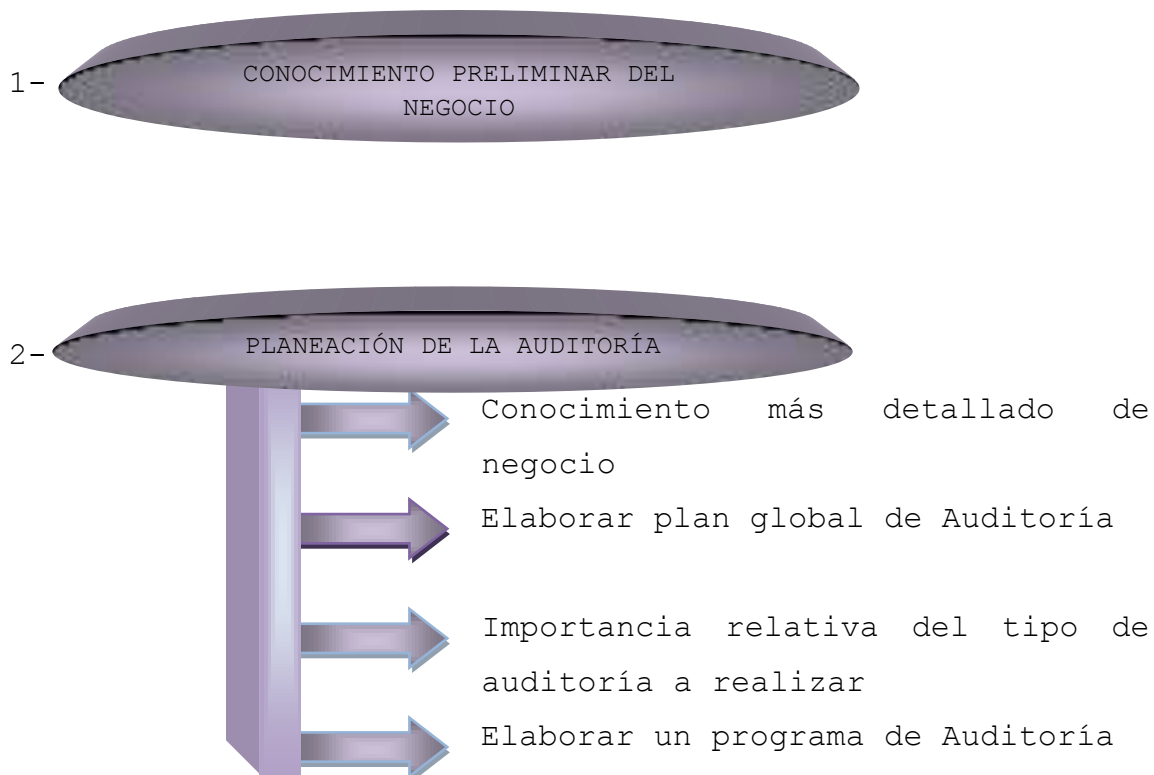 1-
CONOCIMIENTO PRELIMINAR DEL
NEGOCIO
2-
PLANEACIÓN DE LA AUDITORÍA
Conocimiento más detallado de
negocio
Elaborar plan global de Auditoría
Importancia relativa del tipo de
auditoría a realizar
Elaborar un programa de Auditoría